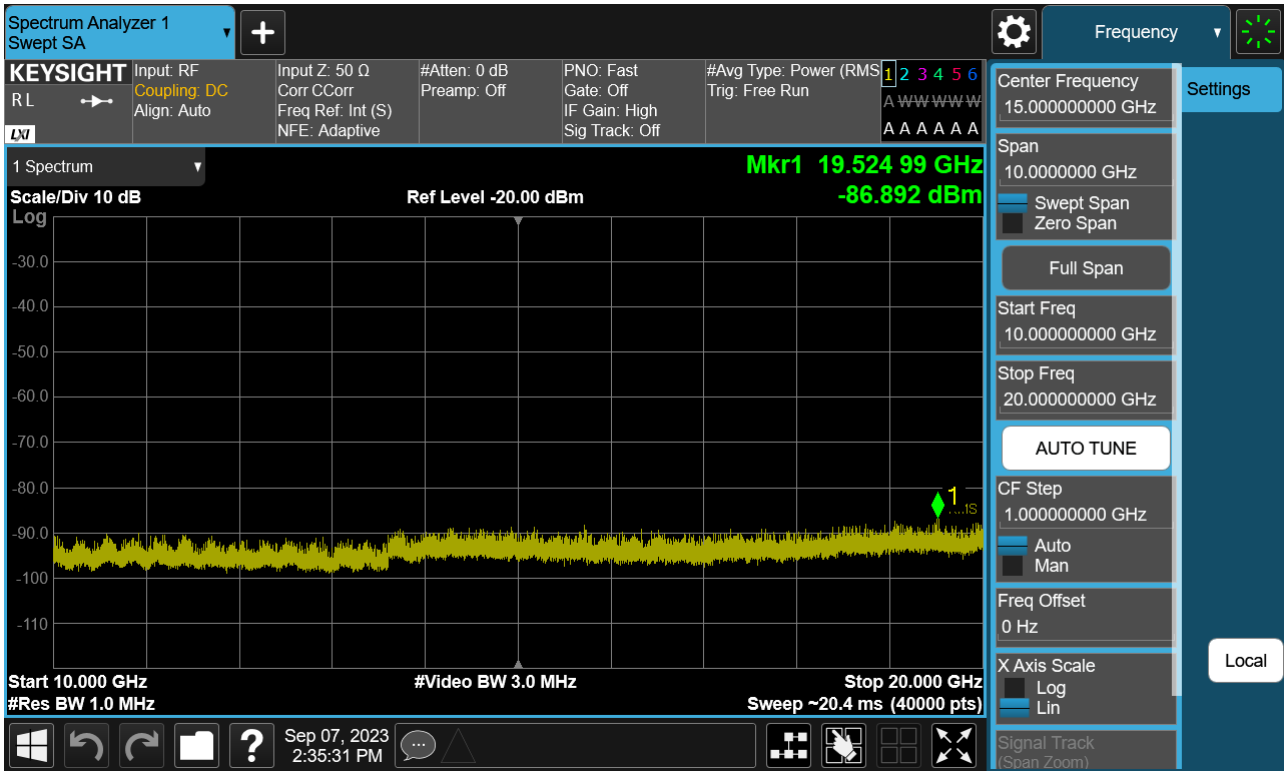 Spectrum Analyzer 1
Swept SA
+
Frequency
KEYSIGHT
R L
LXI
Input: RF
Coupling: DC
Align: Auto
Input Z: 50 Ω
Corr CCorr
Freq Ref: Int (S)
NFE: Adaptive
#Atten: 0 dB
Preamp: Off
PNO: Fast
Gate: Off
IF Gain: High
Sig Track: Off
#Avg Type: Power (RMS
Trig: Free Run
1 2 3 4 5 6
A W W W W W
A A A A A A
1 Spectrum
Scale/Div 10 dB
Log
Ref Level -20.00 dBm
Mkr1 19.524 99 GHz
-86.892 dBm
-30.0
-40.0
-50.0
-60.0
-70.0
-80.0
-90.0
-100
-110
1
Start 10.000 GHz
#Res BW 1.0 MHz
#Video BW 3.0 MHz
Stop 20.000 GHz
Sweep ~20.4 ms (40000 pts)
Center Frequency
15.000000000 GHz
Span
10.0000000 GHz
Swept Span
Zero Span
Full Span
Start Freq
10.000000000 GHz
Stop Freq
20.000000000 GHz
AUTO TUNE
CF Step
1.000000000 GHz
Auto
Man
Freq Offset
0 Hz
X Axis Scale
Log
Lin
Signal Track
(Span Zoom)
Settings
Local
?
Sep 07, 2023
2:35:31 PM